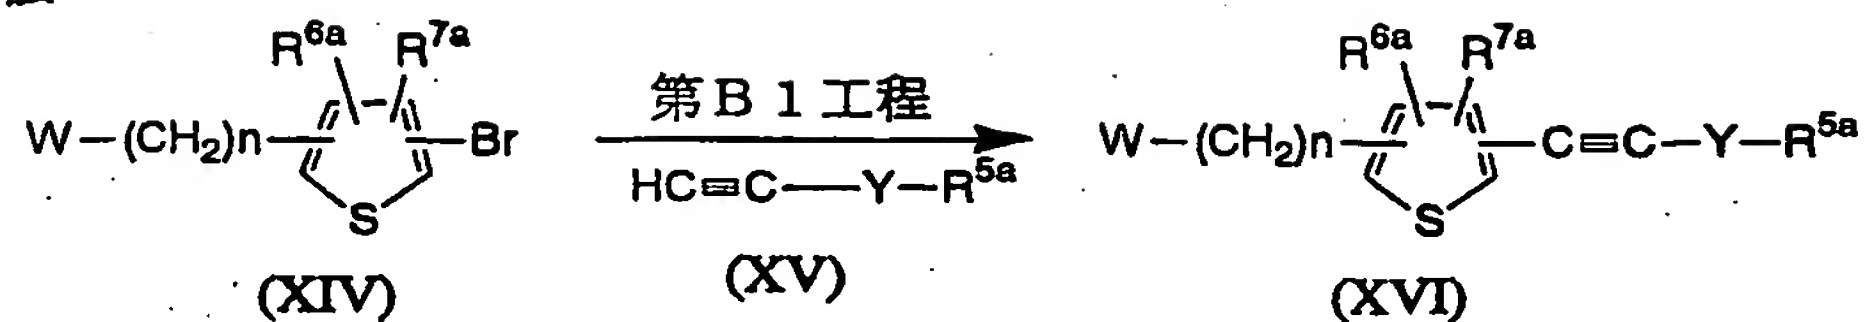 R6a R7a 第B1工程 R6a R7a
W-(CH2)n Br W-(CH2)n C≡C-Y-R5a
HC≡C-Y-R5a
S S
(XIV) (XV) (XVI)